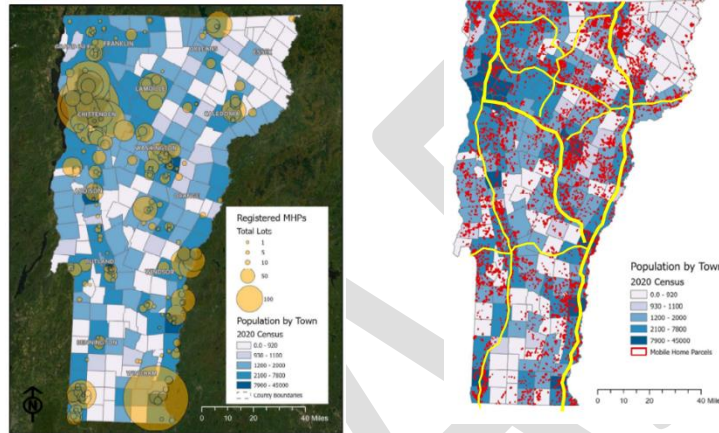 FRANKLIN
ORLEANS
ESSEX
LAMOILLE
CHITTENDEN
CALEDONIA
WASHINGTON
ADDISON
ORANGE
RUTLAND
WINDSOR
BENNINGTON
WINDHAM
Registered MHPs
Total Lots
1
5
10
50
100
Population by Town
2020 Census
0.0 - 920
930 - 1100
1200 - 2000
2100 - 7800
7900 - 45000
County Boundaries
N
0 10 20 40 Miles
Population by Town
2020 Census
0.0 - 920
930 - 1100
1200 - 2000
2100 - 7800
7900 - 45000
Mobile Home Parcels
0 10 20 40 Miles